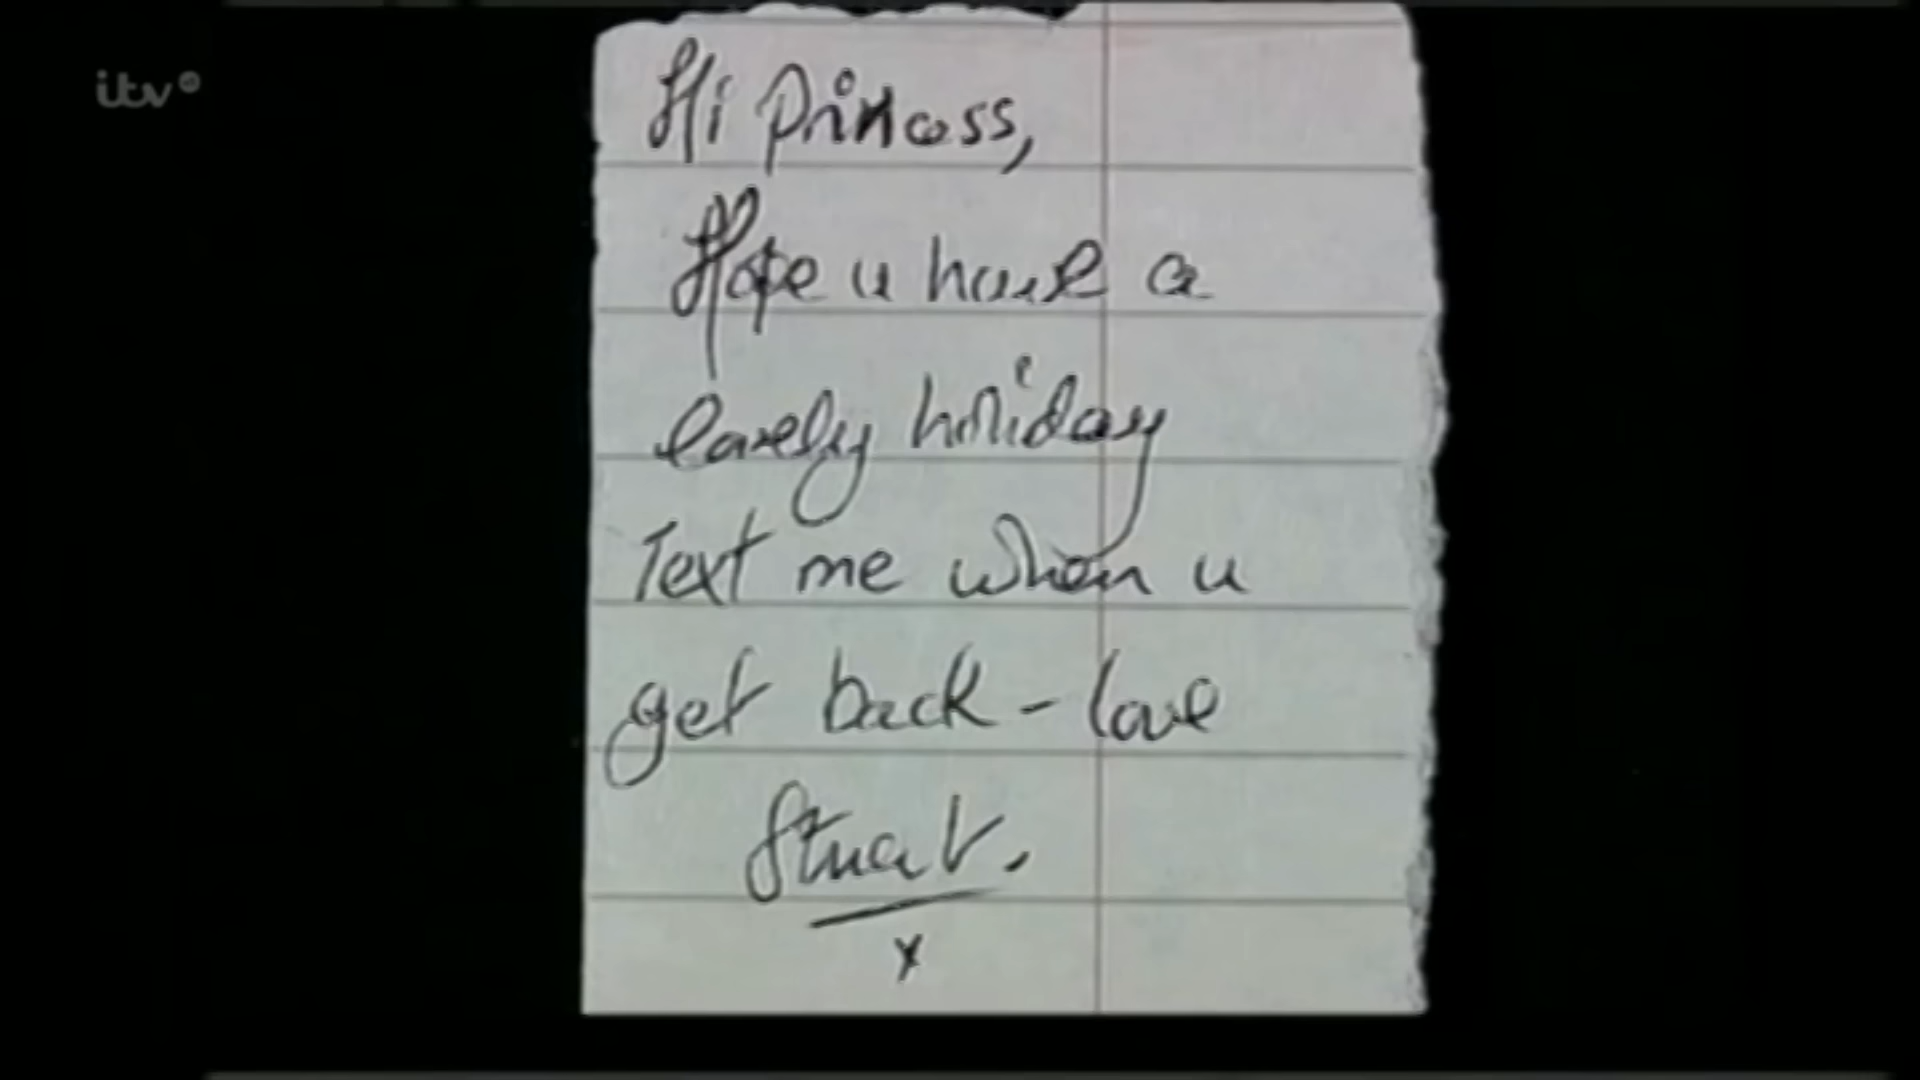 itv
Hi Princess,
Hope u have a
lovely holiday
Text me when u
get back - love
Stuart.
x